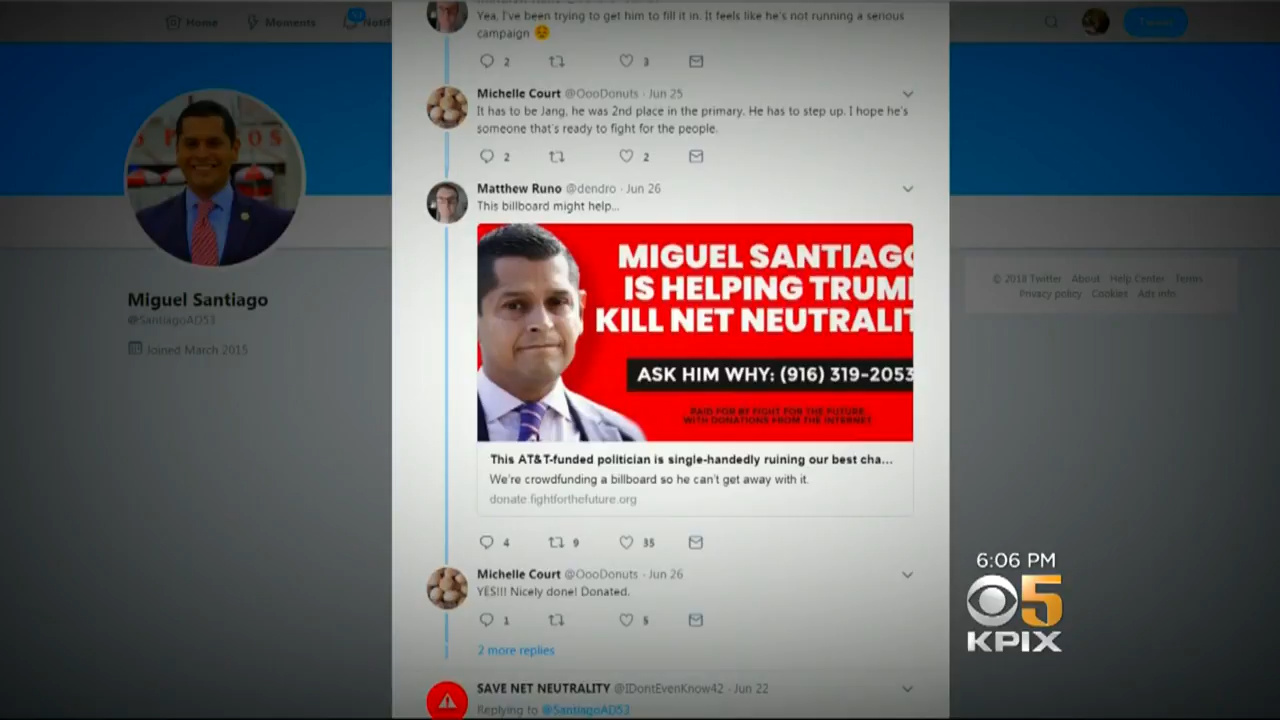 Home
Moments
Notif
Tweet
Yea, I've been trying to get him to fill it in. It feels like he's not running a serious
campaign 😟
2
3
Michelle Court @OooDonuts · Jun 25
It has to be Jang, he was 2nd place in the primary. He has to step up. I hope he's
someone that's ready to fight for the people.
2
2
Matthew Runo @dendro · Jun 26
This billboard might help...
MIGUEL SANTIAGO
IS HELPING TRUM
KILL NET NEUTRALIT
ASK HIM WHY: (916) 319-2053
PAID FOR BY FIGHT FOR THE FUTURE
WITH DONATIONS FROM THE INTERNET
This AT&T-funded politician is single-handedly ruining our best cha...
We're crowdfunding a billboard so he can't get away with it.
donate.fightforthefuture.org
4
9
35
Michelle Court @OooDonuts · Jun 26
YES!!! Nicely done! Donated.
1
5
2 more replies
SAVE NET NEUTRALITY @IDontEvenKnow42 · Jun 22
Replying to @SantiagoAD53
Miguel Santiago
@SantiagoAD53
Joined March 2015
© 2018 Twitter About Help Center Terms
Privacy policy Cookies Ads info
6:06 PM
5
KPIX